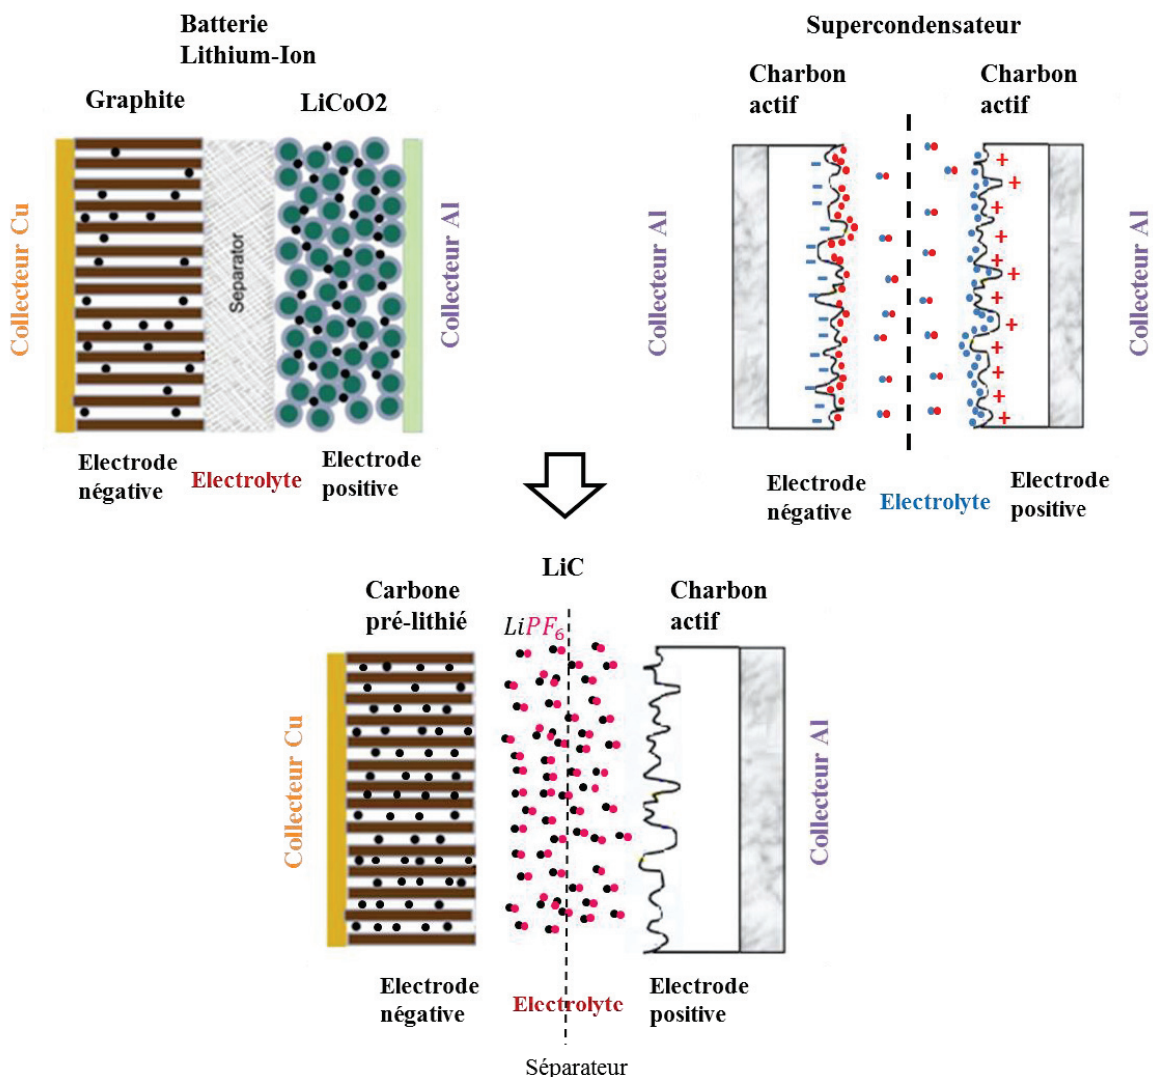 Batterie
Lithium-Ion
Graphite
LiCoO2
Collecteur Cu
Separator
Collecteur Al
Electrode
négative
Electrolyte
Electrode
positive
Supercondensateur
Charbon
actif
Charbon
actif
Collecteur Al
- - - - - - - - - - - - -
+ + + + + + + + + + +
Collecteur Al
Electrode
négative
Electrolyte
Electrode
positive
LiC
Carbone
pré-lithié
LiPF₆
Charbon
actif
Collecteur Cu
Collecteur Al
Electrode
négative
Electrolyte
Electrode
positive
Séparateur